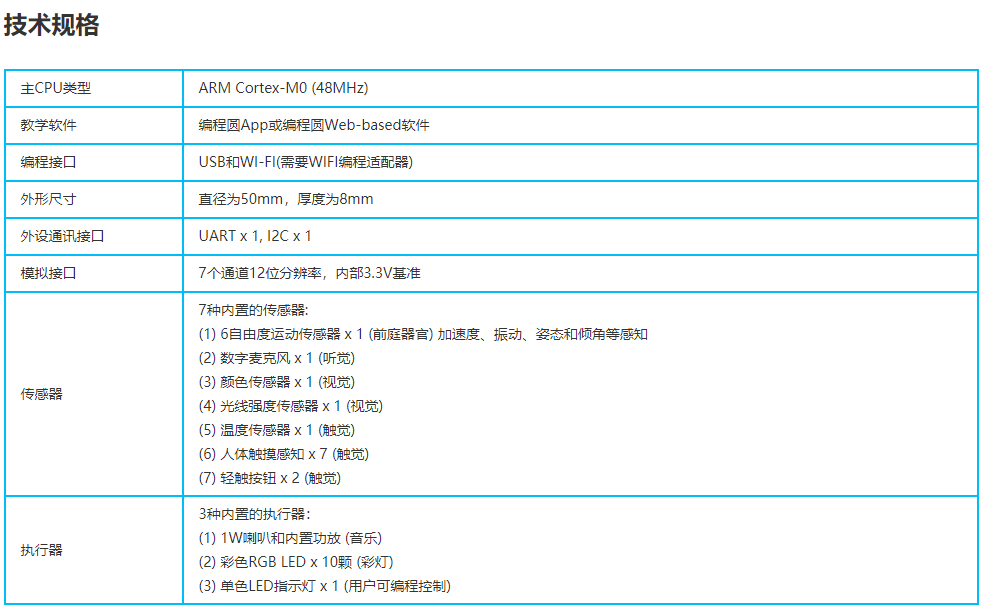 技术规格
主CPU类型
ARM Cortex-M0 (48MHz)
教学软件
编程圆App或编程圆Web-based软件
编程接口
USB和WI-FI(需要WIFI编程适配器)
外形尺寸
直径为50mm，厚度为8mm
外设通讯接口
UART x 1, I2C x 1
模拟接口
7个通道12位分辨率，内部3.3V基准
传感器
7种内置的传感器:
(1) 6自由度运动传感器 x 1 (前庭器官) 加速度、振动、姿态和倾角等感知
(2) 数字麦克风 x 1 (听觉)
(3) 颜色传感器 x 1 (视觉)
(4) 光线强度传感器 x 1 (视觉)
(5) 温度传感器 x 1 (触觉)
(6) 人体触摸感知 x 7 (触觉)
(7) 轻触按钮 x 2 (触觉)
执行器
3种内置的执行器：
(1) 1W喇叭和内置功放 (音乐)
(2) 彩色RGB LED x 10颗 (彩灯)
(3) 单色LED指示灯 x 1 (用户可编程控制)